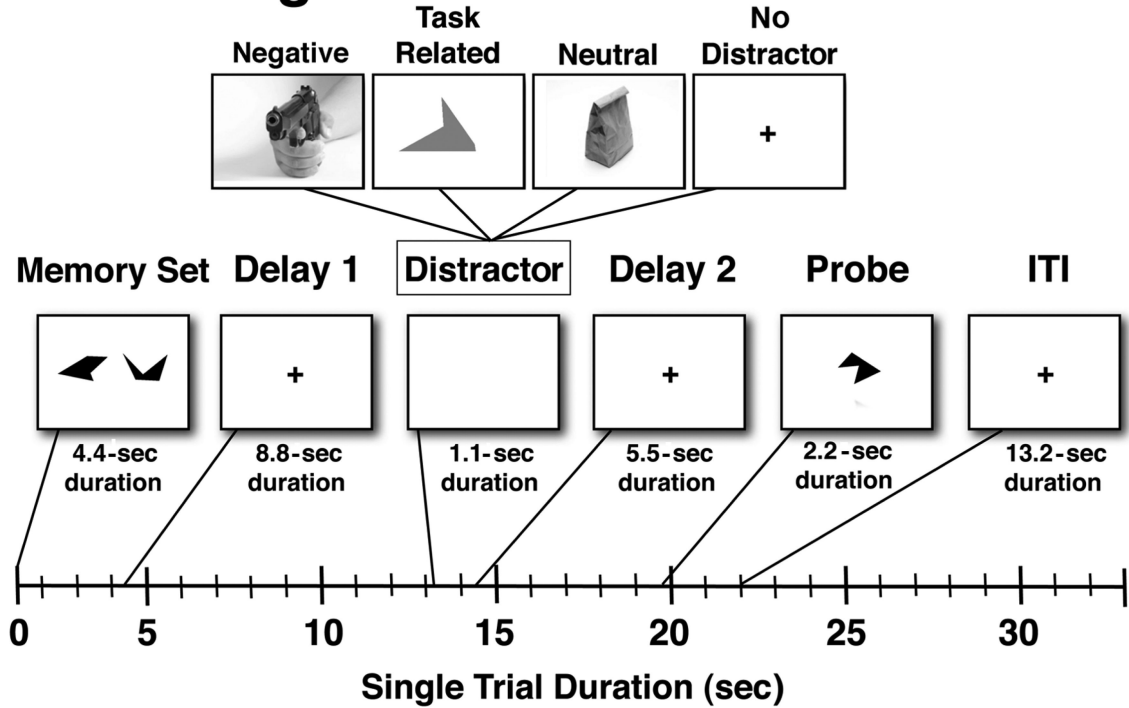 Task
No
Negative
Related
Neutral
Distractor
+
Memory Set
Delay 1
Distractor
Delay 2
Probe
ITI
+
+
+
4.4-sec
duration
8.8-sec
duration
1.1-sec
duration
5.5-sec
duration
2.2-sec
duration
13.2-sec
duration
0
5
10
15
20
25
30
Single Trial Duration (sec)